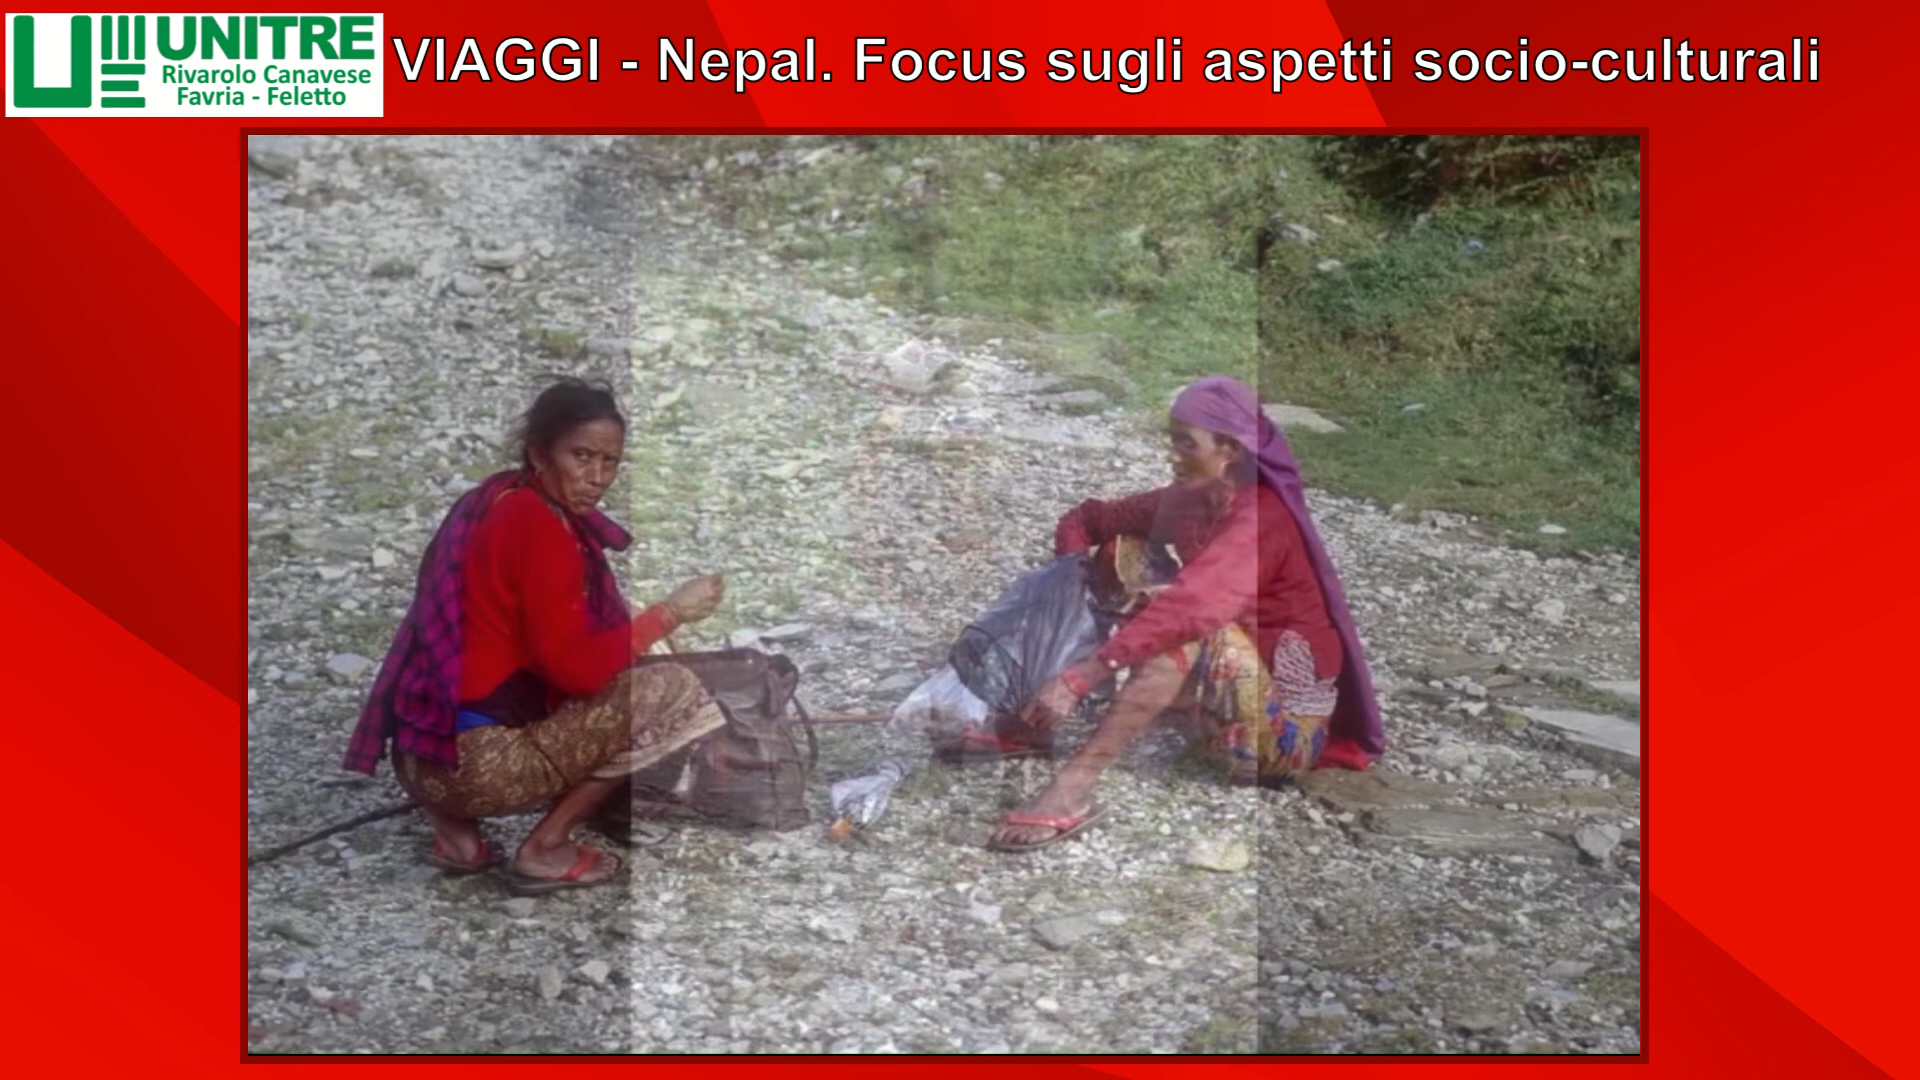 UNITRE
Rivarolo Canavese
Favria - Feletto
VIAGGI - Nepal. Focus sugli aspetti socio-culturali